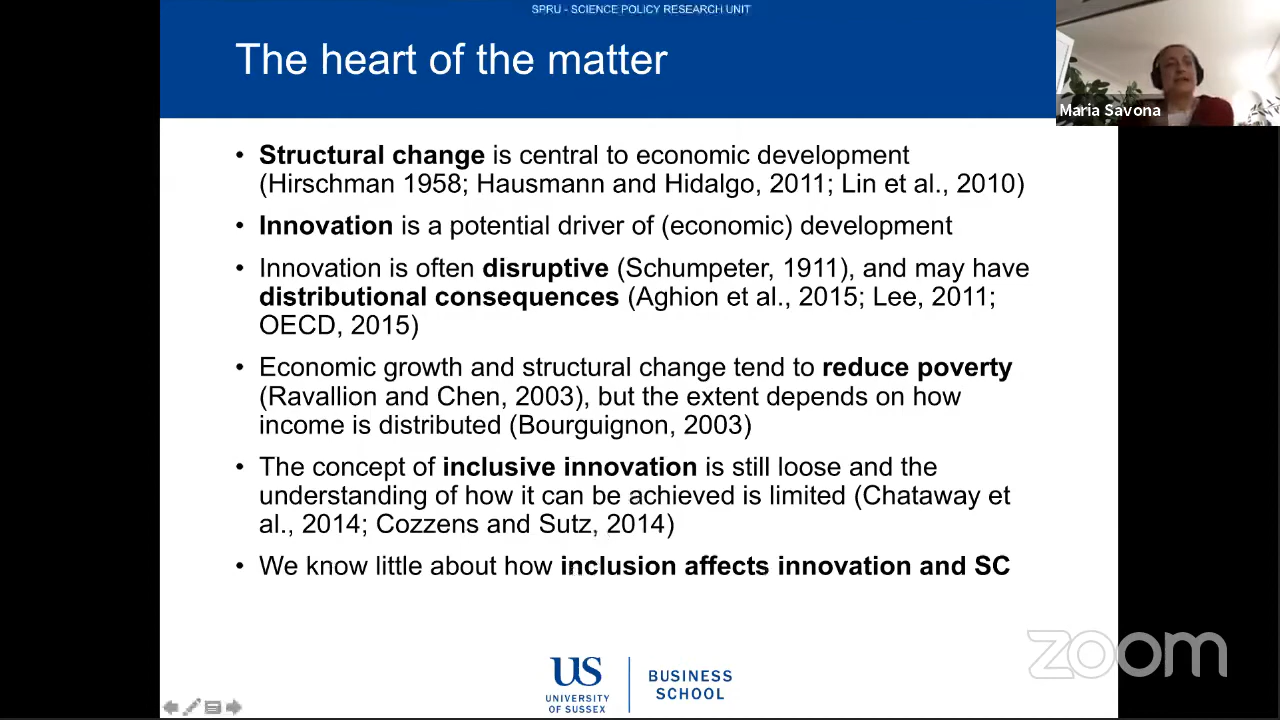 SPRU - SCIENCE POLICY RESEARCH UNIT
The heart of the matter
Maria Savona
• Structural change is central to economic development
(Hirschman 1958; Hausmann and Hidalgo, 2011; Lin et al., 2010)
• Innovation is a potential driver of (economic) development
• Innovation is often disruptive (Schumpeter, 1911), and may have
distributional consequences (Aghion et al., 2015; Lee, 2011;
OECD, 2015)
• Economic growth and structural change tend to reduce poverty
(Ravallion and Chen, 2003), but the extent depends on how
income is distributed (Bourguignon, 2003)
• The concept of inclusive innovation is still loose and the
understanding of how it can be achieved is limited (Chataway et
al., 2014; Cozzens and Sutz, 2014)
• We know little about how inclusion affects innovation and SC
zoom
US
UNIVERSITY
OF SUSSEX
BUSINESS
SCHOOL